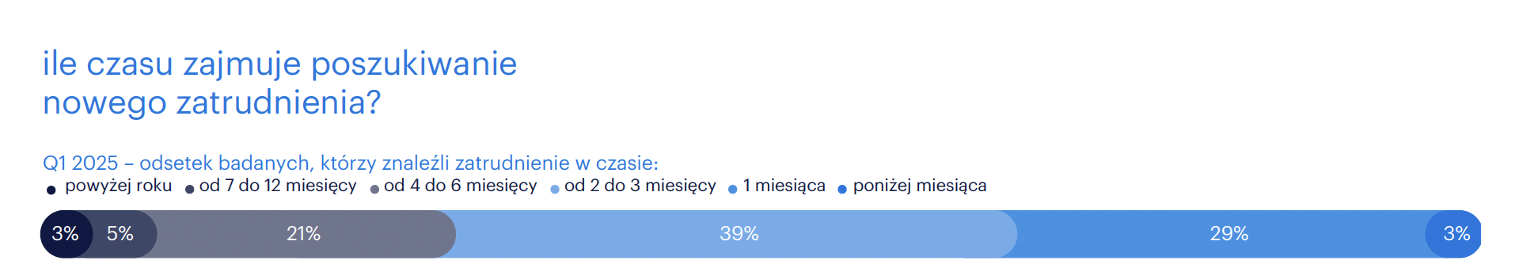 ile czasu zajmuje poszukiwanie
nowego zatrudnienia?
Q1 2025 – odsetek badanych, którzy znaleźli zatrudnienie w czasie:
powyżej roku od 7 do 12 miesięcy od 4 do 6 miesięcy od 2 do 3 miesięcy 1 miesiąca poniżej miesiąca
3% 5% 21% 39% 29% 3%